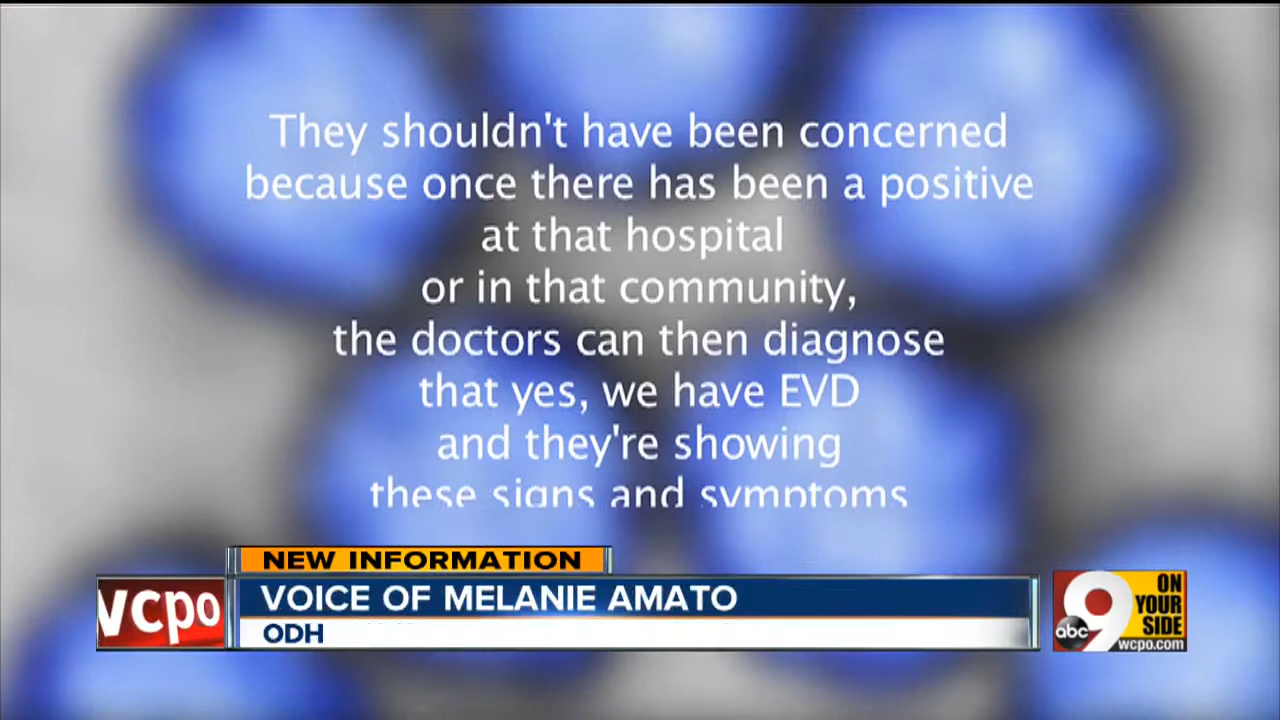 They shouldn't have been concerned
because once there has been a positive
at that hospital
or in that community,
the doctors can then diagnose
that yes, we have EVD
and they're showing
these signs and symptoms
NEW INFORMATION
VOICE OF MELANIE AMATO
ODH
vcpo
abc 9
ON
YOUR
SIDE
wcpo.com